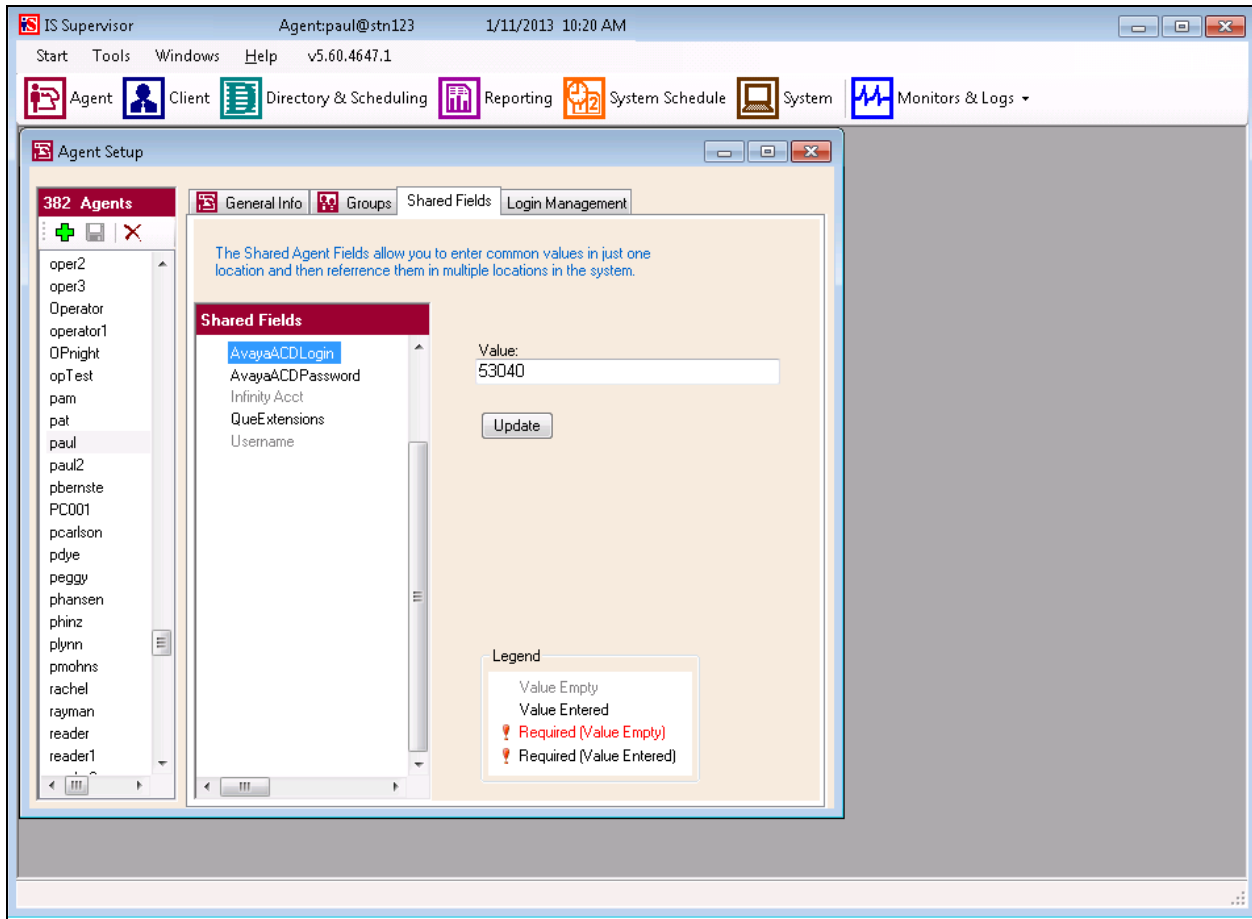 IS Supervisor Agent:paul@stn123 1/11/2013 10:20 AM
Start Tools Windows Help v5.60.4647.1
Agent Client Directory & Scheduling Reporting System Schedule System Monitors & Logs
Agent Setup
382 Agents
General Info Groups Shared Fields Login Management
The Shared Agent Fields allow you to enter common values in just one
location and then referrence them in multiple locations in the system.
oper2
oper3
Operator
operator1
OPnight
opTest
pam
pat
paul
paul2
pbernste
PC001
pcarlson
pdye
peggy
phansen
phinz
plynn
pmohns
rachel
rayman
reader
reader1
Shared Fields
AvayaACDLogin
AvayaACDPassword
Infinity Acct
QueExtensions
Username
Value:
53040
Update
Legend
Value Empty
Value Entered
Required (Value Empty)
Required (Value Entered)